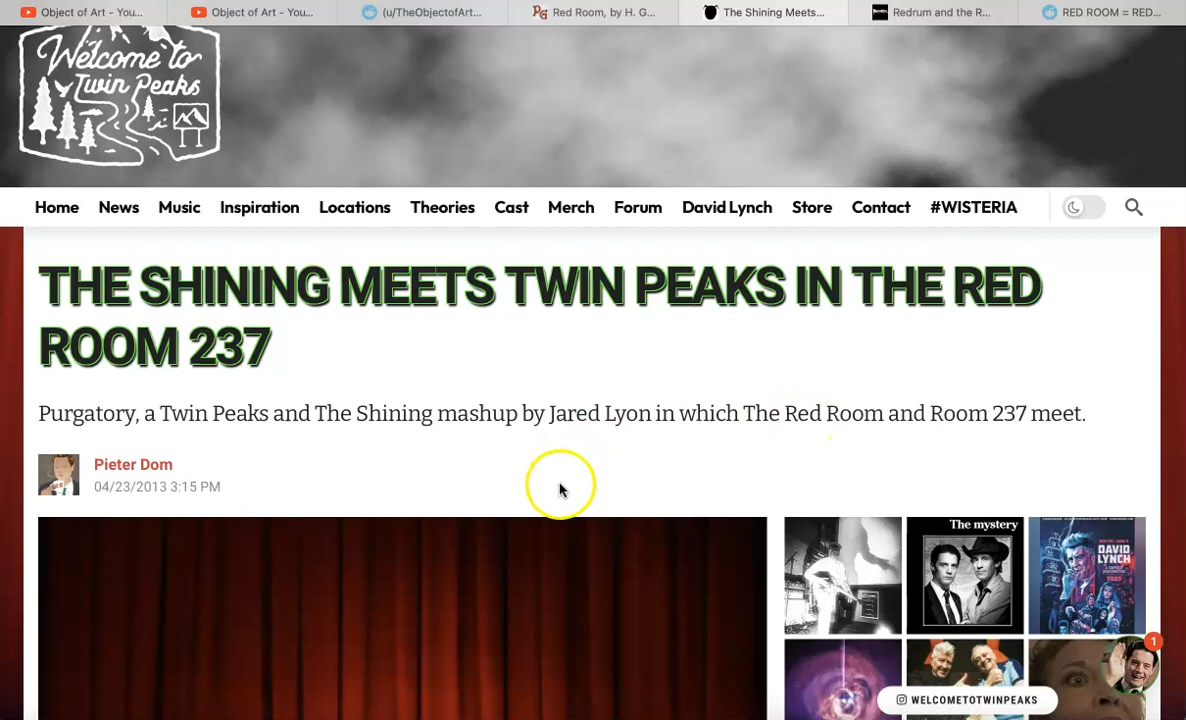 Object of Art - You...
Object of Art - You...
(u/TheObjectofArt...
Red Room, by H. G...
The Shining Meets...
Redrum and the R...
RED ROOM = RED...
Welcome to
Twin Peaks
Home News Music Inspiration Locations Theories Cast Merch Forum David Lynch Store Contact #WISTERIA
THE SHINING MEETS TWIN PEAKS IN THE RED
ROOM 237
Purgatory, a Twin Peaks and The Shining mashup by Jared Lyon in which The Red Room and Room 237 meet.
Pieter Dom
04/23/2013 3:15 PM
The mystery
DAVID
LYNCH
1
WELCOMETOTWINPEAKS